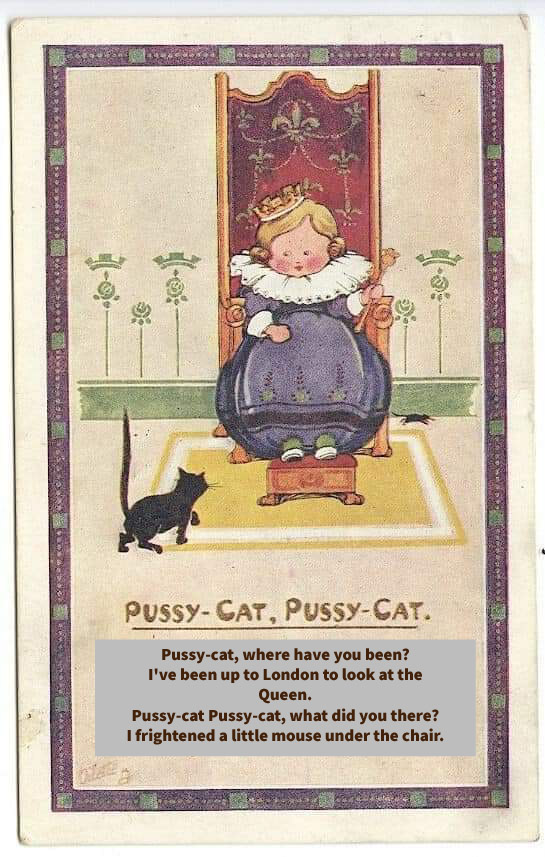 PUSSY-CAT, PUSSY-CAT.
Pussy-cat, where have you been?
I've been up to London to look at the
Queen.
Pussy-cat Pussy-cat, what did you there?
I frightened a little mouse under the chair.